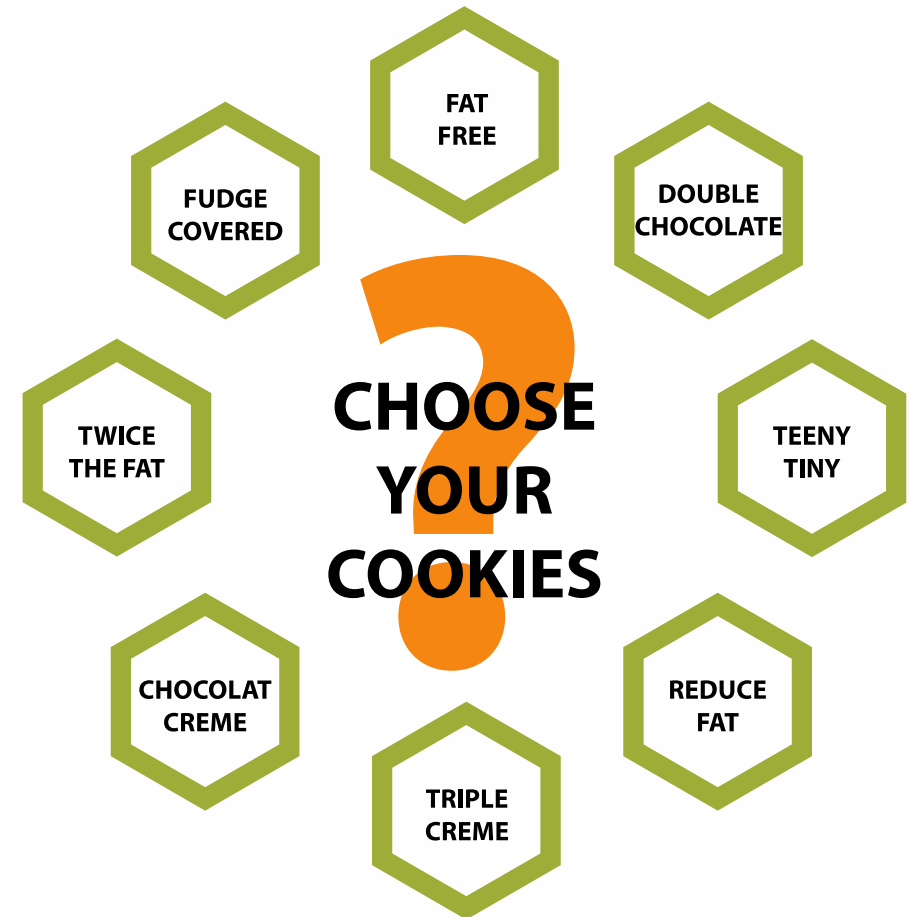 FAT
FREE
FUDGE
COVERED
DOUBLE
CHOCOLATE
CHOOSE
YOUR
COOKIES
TWICE
THE FAT
TEENY
TINY
CHOCOLAT
CREME
REDUCE
FAT
TRIPLE
CREME